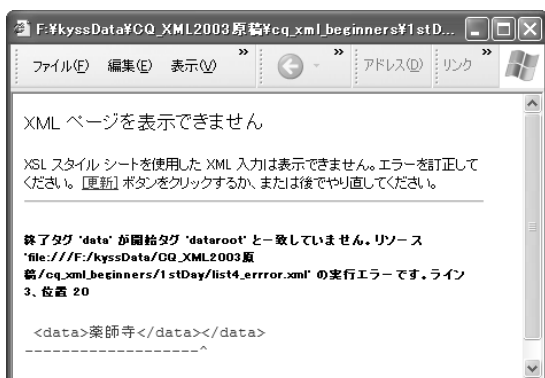 F:¥kyssData¥CQ_XML2003原稿¥cq_xml_beginners¥1stD...
ファイル(F) 編集(E) 表示(V) » » アドレス(D) リンク »
XML ページを表示できません
XSL スタイル シートを使用した XML 入力は表示できません。エラーを訂正して
ください。[更新] ボタンをクリックするか、または後でやり直してください。
終了タグ 'data' が開始タグ 'dataroot' と一致していません。リソース
'file:///F:/kyssData/CQ_XML2003原
稿/cq_xml_beginners/1stDay/list4_errror.xml' の実行エラーです。ライン
3、位置 20
<data>薬師寺</data></data>
-------------------^